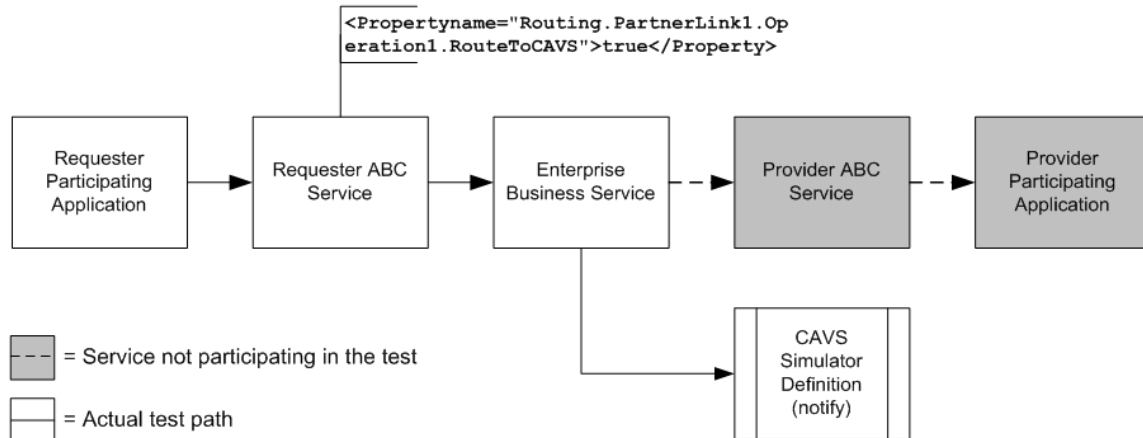 <Propertyname="Routing.PartnerLink1.Op
eration1.RouteToCAVS">true</Property>
Requester
Participating
Application
Requester ABC
Service
Enterprise
Business Service
Provider ABC
Service
Provider
Participating
Application
CAVS
Simulator
Definition
(notify)
= Service not participating in the test
= Actual test path